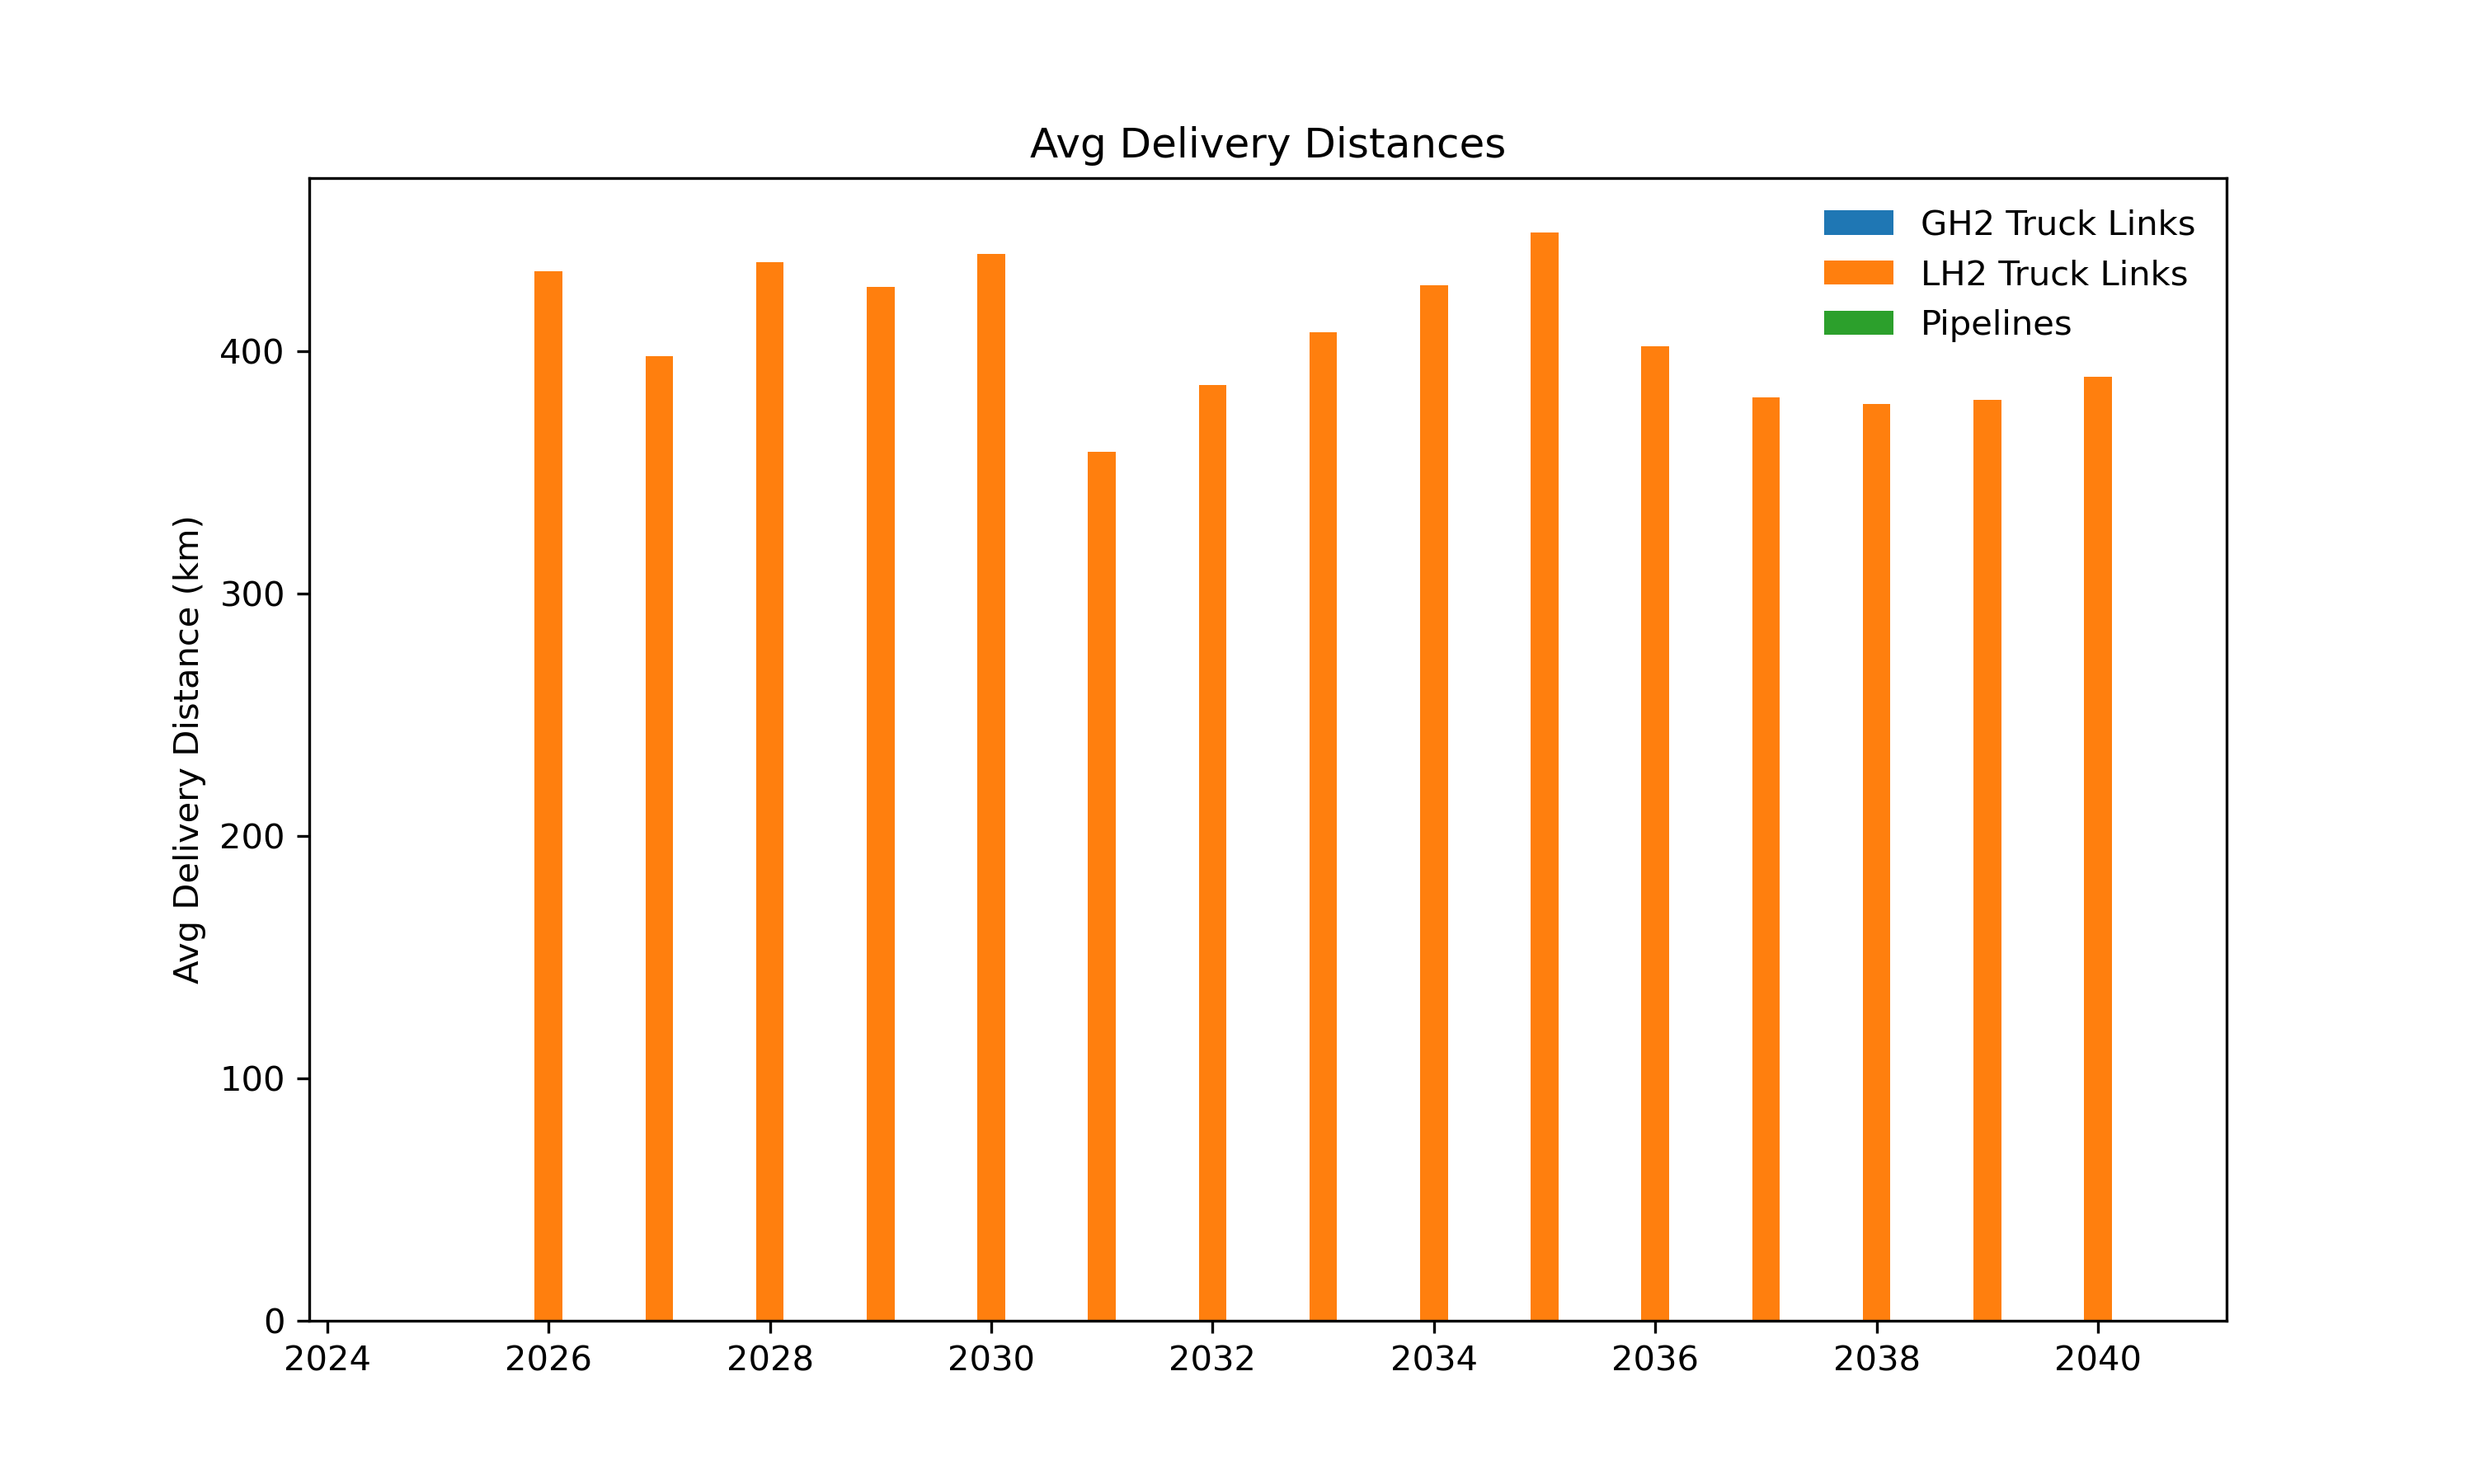 Avg Delivery Distances
GH2 Truck Links
LH2 Truck Links
Pipelines
Avg Delivery Distance (km)
400
300
200
100
0
2024 2026 2028 2030 2032 2034 2036 2038 2040